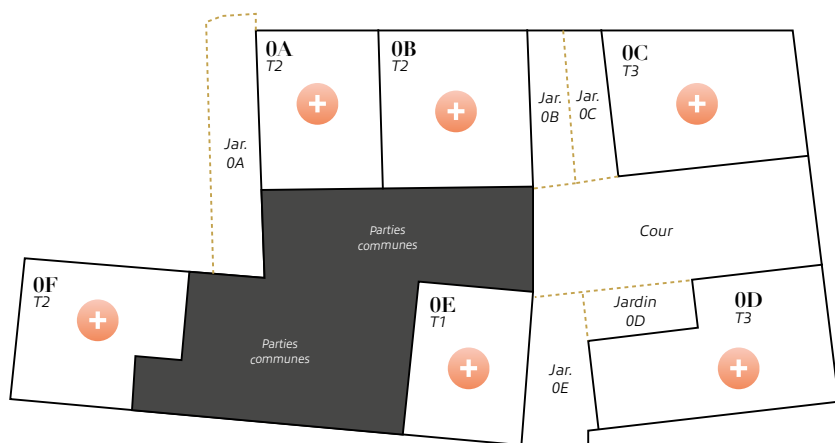 0A
T2
0B
T2
0C
T3
Jar.
0B
Jar.
0C
Jar.
0A
Parties
communes
Cour
0F
T2
0E
T1
Jardin
0D
0D
T3
Parties
communes
Jar.
0E